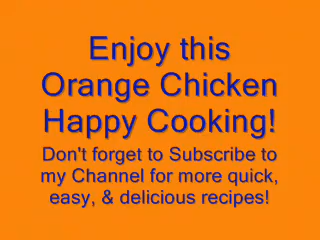 Enjoy this
Orange Chicken
Happy Cooking!
Don't forget to Subscribe to
my Channel for more quick,
easy, & delicious recipes!